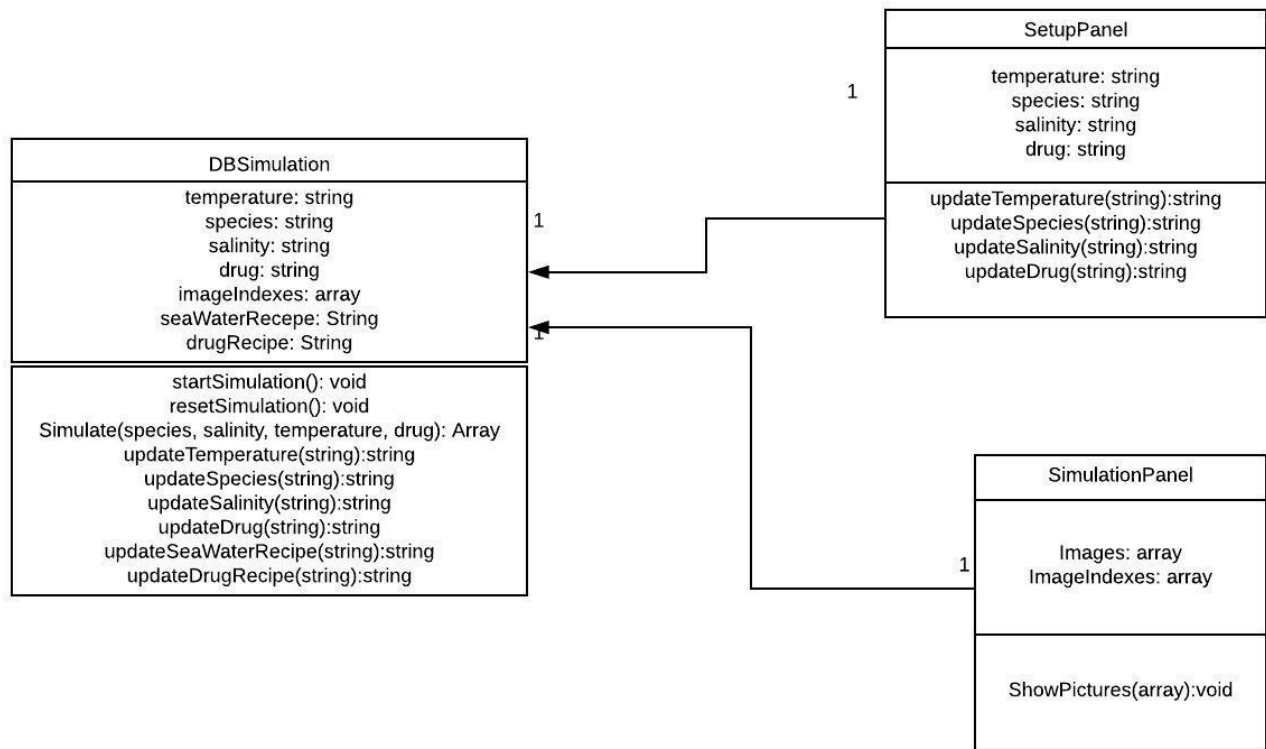 SetupPanel
temperature: string
species: string
salinity: string
drug: string
updateTemperature(string):string
updateSpecies(string):string
updateSalinity(string):string
updateDrug(string):string
1
DBSimulation
temperature: string
species: string
salinity: string
drug: string
imageIndexes: array
seaWaterRecepe: String
drugRecipe: String
startSimulation(): void
resetSimulation(): void
Simulate(species, salinity, temperature, drug): Array
updateTemperature(string):string
updateSpecies(string):string
updateSalinity(string):string
updateDrug(string):string
updateSeaWaterRecipe(string):string
updateDrugRecipe(string):string
1
1
1
SimulationPanel
Images: array
ImageIndexes: array
ShowPictures(array):void